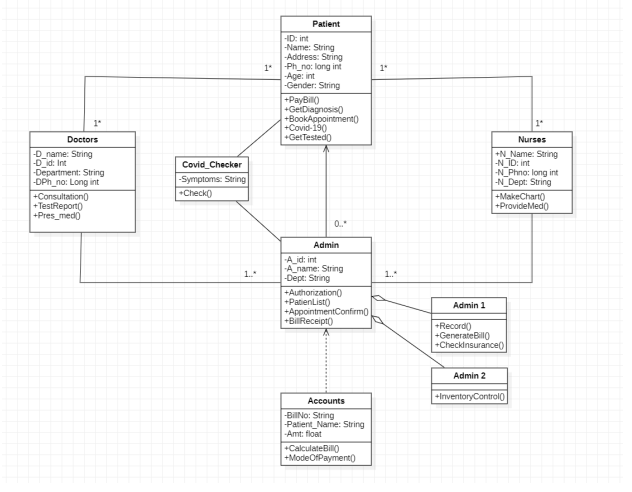 Patient
-ID: int
-Name: String
-Address: String
-Ph_no: long int
-Age: int
-Gender: String
+PayBill()
+GetDiagnosis()
+BookAppointment()
+Covid-19()
+GetTested()
1*
1*
1*
1*
Doctors
-D_name: String
-D_id: Int
-Department: String
-DPh_no: Long int
+Consultation()
+TestReport()
+Pres_med()
Nurses
+N_Name: String
-N_ID: int
-N_Phno: long int
-N_Dept: String
+MakeChart()
+ProvideMed()
Covid_Checker
-Symptoms: String
+Check()
0..*
Admin
-A_id: int
-A_name: String
-Dept: String
+Authorization()
+PatienList()
+AppointmentConfirm()
+BillReceipt()
1..*
1..*
Admin 1
+Record()
+GenerateBill()
+CheckInsurance()
Admin 2
+InventoryControl()
Accounts
-BillNo: String
-Patient_Name: String
-Amt: float
+CalculateBill()
+ModeOfPayment()